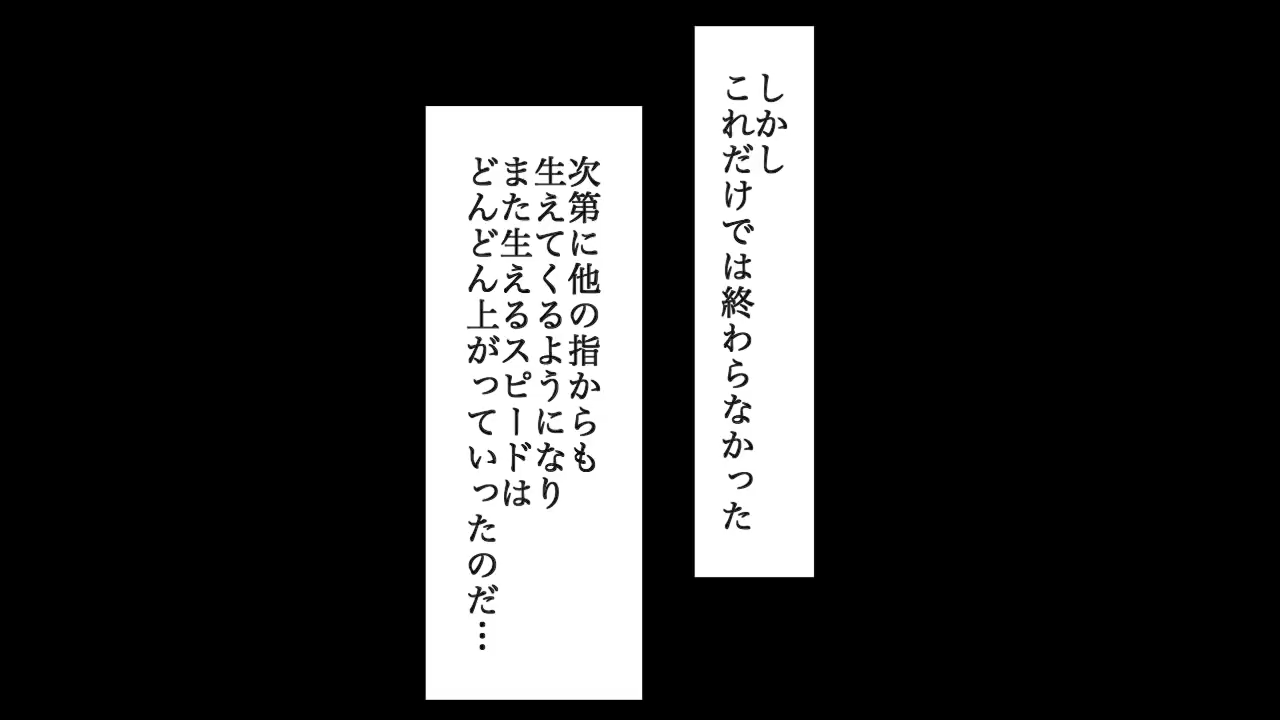 しかし
これだけでは終わらなかった
次第に他の指からも
生えてくるようになり
また生えるスピードは
どんどん上がっていったのだ…